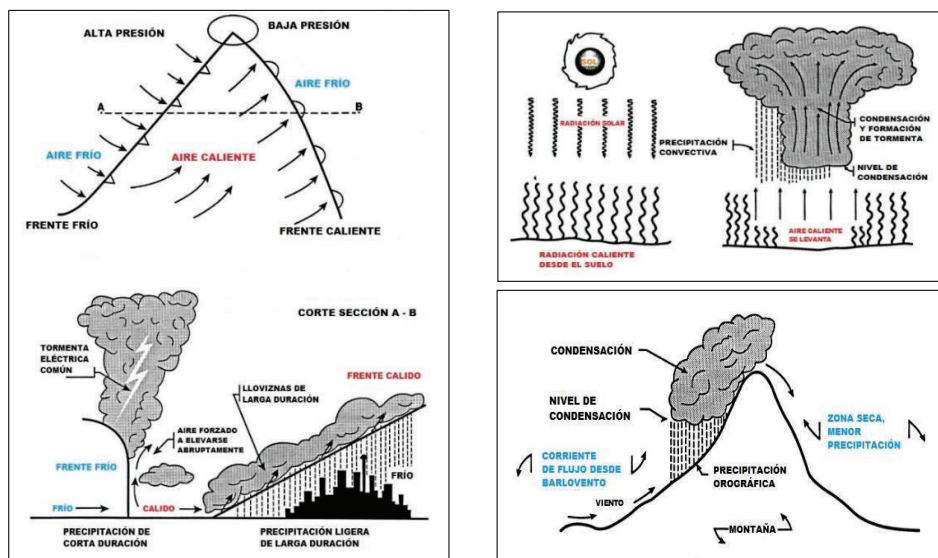 ALTA PRESIÓN
BAJA PRESIÓN
AIRE FRÍO
A
B
AIRE FRÍO
AIRE CALIENTE
FRENTE FRÍO
FRENTE CALIENTE
CORTE SECCIÓN A - B
TORMENTA
ELÉCTRICA
COMÚN
LLOVIZNAS DE
LARGA DURACIÓN
FRENTE CALIDO
AIRE FORZADO
A ELEVARSE
ABRUPTAMENTE
FRENTE FRÍO
FRÍO
FRÍO
CALIDO
PRECIPITACIÓN DE
CORTA DURACIÓN
PRECIPITACIÓN LIGERA
DE LARGA DURACIÓN
SOL
RADIACIÓN SOLAR
PRECIPITACIÓN
CONVECTIVA
CONDENSACIÓN
Y FORMACIÓN
DE TORMENTA
NIVEL DE
CONDENSACIÓN
AIRE CALIENTE
SE LEVANTA
RADIACIÓN CALIENTE
DESDE EL SUELO
CONDENSACIÓN
NIVEL DE
CONDENSACIÓN
ZONA SECA,
MENOR
PRECIPITACIÓN
CORRIENTE
DE FLUJO DESDE
BARLOVENTO
PRECIPITACIÓN
OROGRÁFICA
VIENTO
MONTAÑA